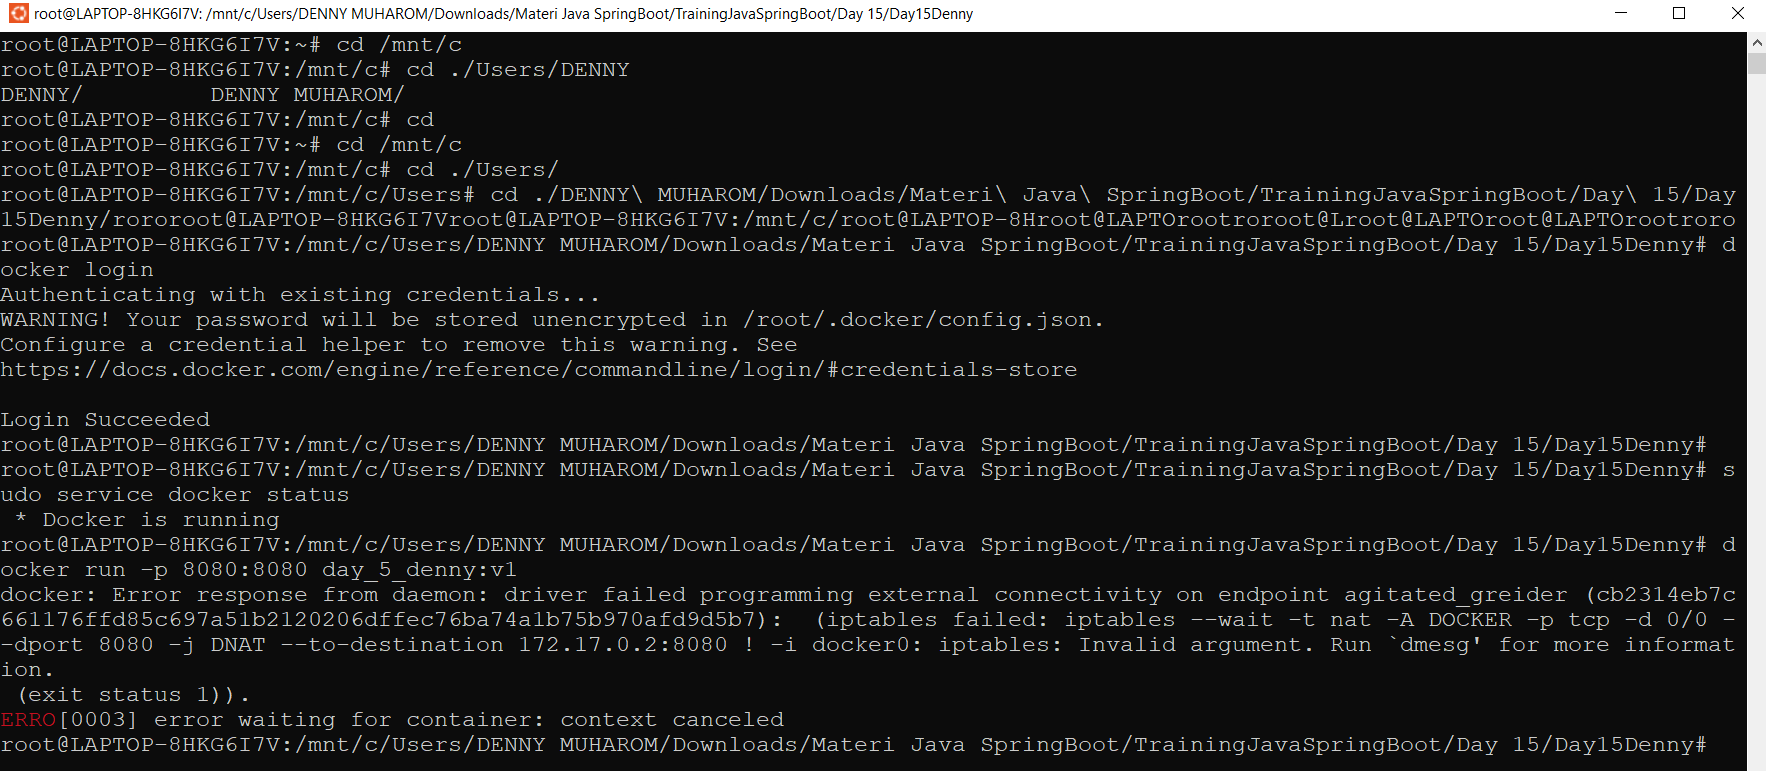 root@LAPTOP-8HKG6I7V: /mnt/c/Users/DENNY MUHAROM/Downloads/Materi Java SpringBoot/TrainingJavaSpringBoot/Day 15/Day15Denny
root@LAPTOP-8HKG6I7V:~# cd /mnt/c
root@LAPTOP-8HKG6I7V:/mnt/c# cd ./Users/DENNY
DENNY/         DENNY MUHAROM/
root@LAPTOP-8HKG6I7V:/mnt/c# cd
root@LAPTOP-8HKG6I7V:~# cd /mnt/c
root@LAPTOP-8HKG6I7V:/mnt/c# cd ./Users/
root@LAPTOP-8HKG6I7V:/mnt/c/Users# cd ./DENNY\ MUHAROM/Downloads/Materi\ Java\ SpringBoot/TrainingJavaSpringBoot/Day\ 15/Day
15Denny/rororoot@LAPTOP-8HKG6I7Vroot@LAPTOP-8HKG6I7V:/mnt/c/root@LAPTOP-8Hroot@LAPTOrootroroot@Lroot@LAPTOroot@LAPTOrootroro
root@LAPTOP-8HKG6I7V:/mnt/c/Users/DENNY MUHAROM/Downloads/Materi Java SpringBoot/TrainingJavaSpringBoot/Day 15/Day15Denny# d
ocker login
Authenticating with existing credentials...
WARNING! Your password will be stored unencrypted in /root/.docker/config.json.
Configure a credential helper to remove this warning. See
https://docs.docker.com/engine/reference/commandline/login/#credentials-store
Login Succeeded
root@LAPTOP-8HKG6I7V:/mnt/c/Users/DENNY MUHAROM/Downloads/Materi Java SpringBoot/TrainingJavaSpringBoot/Day 15/Day15Denny#
root@LAPTOP-8HKG6I7V:/mnt/c/Users/DENNY MUHAROM/Downloads/Materi Java SpringBoot/TrainingJavaSpringBoot/Day 15/Day15Denny# s
udo service docker status
 * Docker is running
root@LAPTOP-8HKG6I7V:/mnt/c/Users/DENNY MUHAROM/Downloads/Materi Java SpringBoot/TrainingJavaSpringBoot/Day 15/Day15Denny# d
ocker run -p 8080:8080 day_5_denny:v1
docker: Error response from daemon: driver failed programming external connectivity on endpoint agitated_greider (cb2314eb7c
661176ffd85c697a51b2120206dffec76ba74a1b75b970afd9d5b7):  (iptables failed: iptables --wait -t nat -A DOCKER -p tcp -d 0/0 -
-dport 8080 -j DNAT --to-destination 172.17.0.2:8080 ! -i docker0: iptables: Invalid argument. Run `dmesg' for more informat
ion.
 (exit status 1)).
ERRO[0003] error waiting for container: context canceled
root@LAPTOP-8HKG6I7V:/mnt/c/Users/DENNY MUHAROM/Downloads/Materi Java SpringBoot/TrainingJavaSpringBoot/Day 15/Day15Denny#